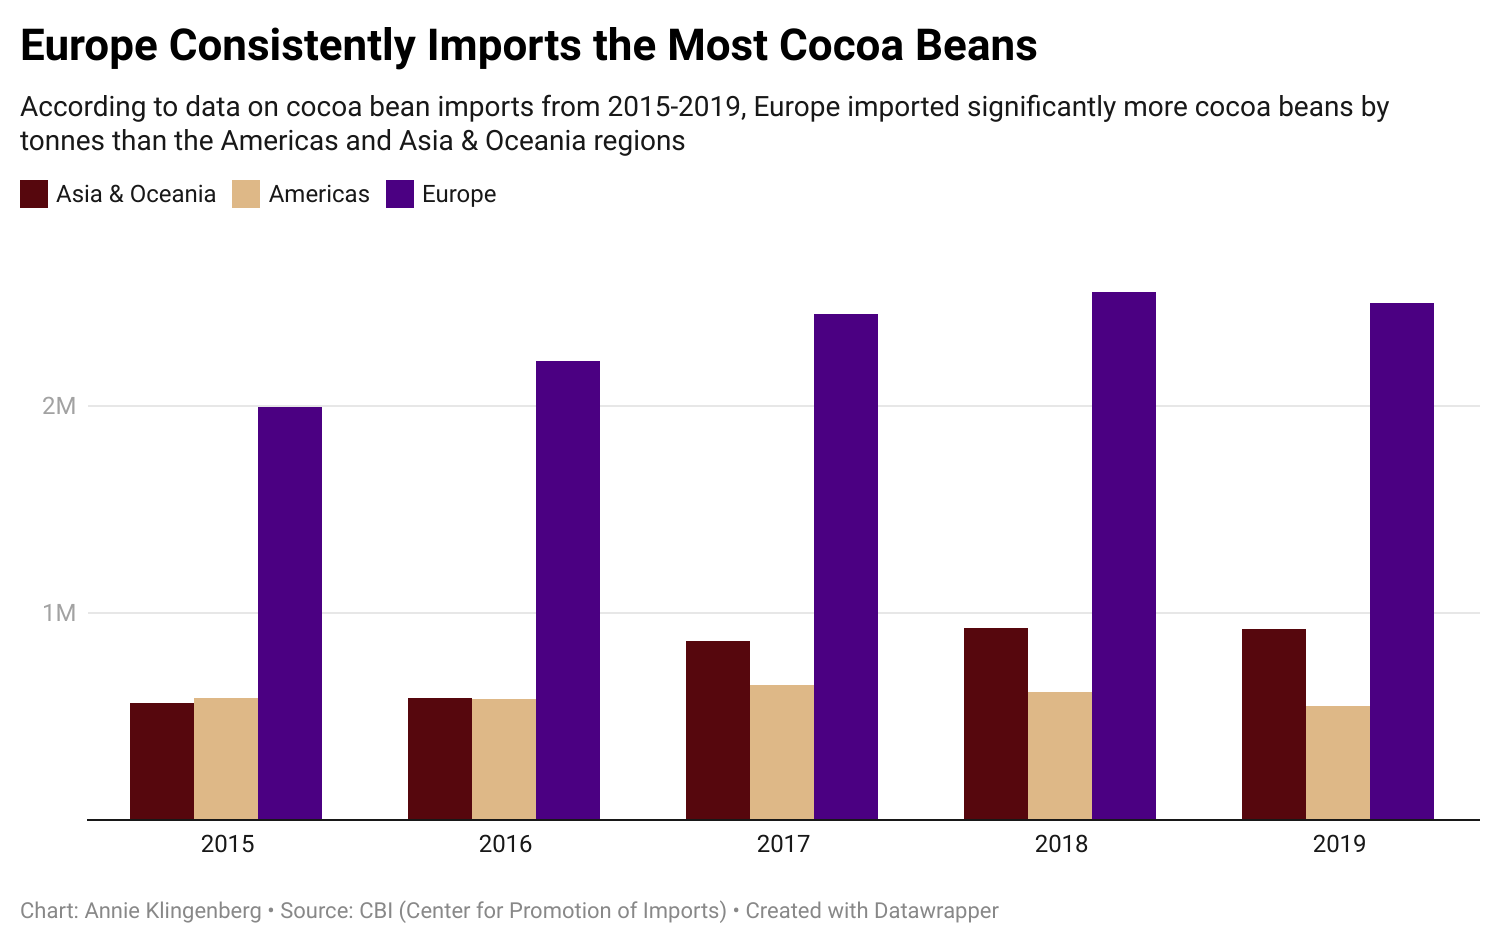 Europe Consistently Imports the Most Cocoa Beans
According to data on cocoa bean imports from 2015-2019, Europe imported significantly more cocoa beans by
tonnes than the Americas and Asia & Oceania regions
Asia & Oceania Americas Europe
2M
1M
2015 2016 2017 2018 2019
Chart: Annie Klingenberg • Source: CBI (Center for Promotion of Imports) • Created with Datawrapper